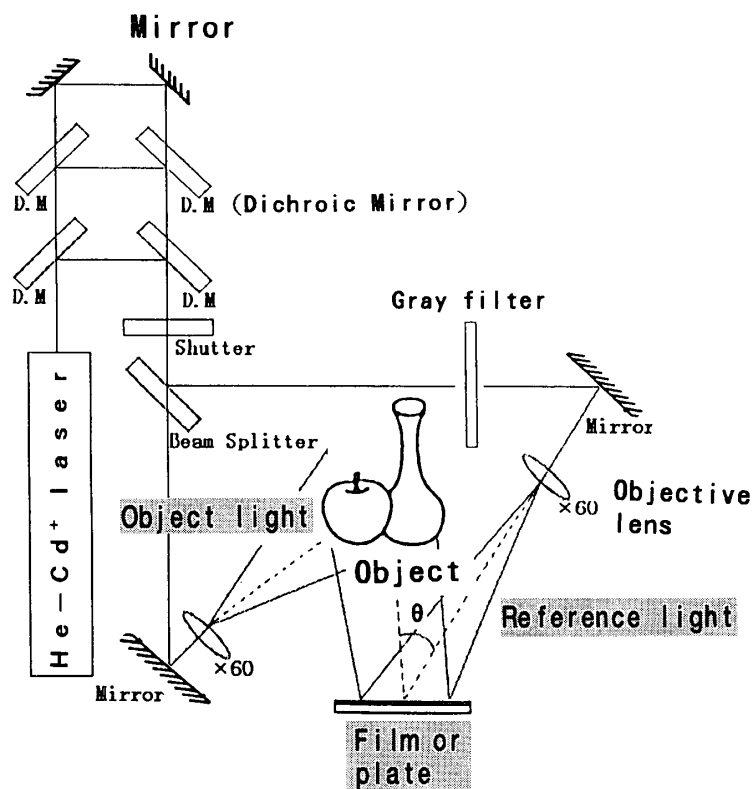 Mirror
D.M
D.M (Dichroic Mirror)
D.M
D.M
Gray filter
Shutter
Mirror
Beam Splitter
He-Cd+ laser
Object light
×60
Objective
lens
Object
θ
Reference light
×60
Mirror
Film or
plate